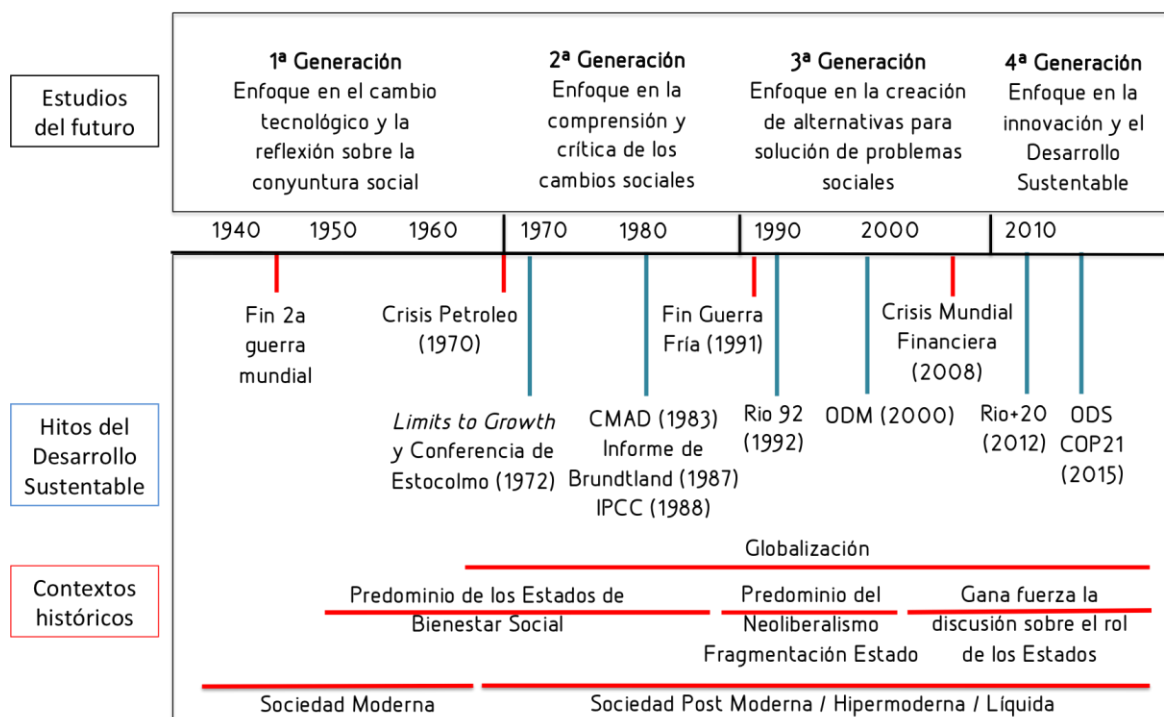 Estudios
del futuro
1ª Generación
Enfoque en el cambio
tecnológico y la
reflexión sobre la
conyuntura social
2ª Generación
Enfoque en la
comprensión y
crítica de los
cambios sociales
3ª Generación
Enfoque en la creación
de alternativas para
solución de problemas
sociales
4ª Generación
Enfoque en la
innovación y el
Desarrollo
Sustentable
1940 1950 1960 1970 1980 1990 2000 2010
Fin 2a
guerra
mundial
Crisis Petroleo
(1970)
Fin Guerra
Fría (1991)
Crisis Mundial
Financiera
(2008)
Hitos del
Desarrollo
Sustentable
Limits to Growth
y Conferencia de
Estocolmo (1972)
CMAD (1983)
Informe de
Brundtland (1987)
IPCC (1988)
Rio 92
(1992)
ODM (2000)
Rio+20
(2012)
ODS
COP21
(2015)
Contextos
históricos
Globalización
Predominio de los Estados de
Bienestar Social
Predominio del
Neoliberalismo
Fragmentación Estado
Gana fuerza la
discusión sobre el rol
de los Estados
Sociedad Moderna
Sociedad Post Moderna / Hipermoderna / Líquida